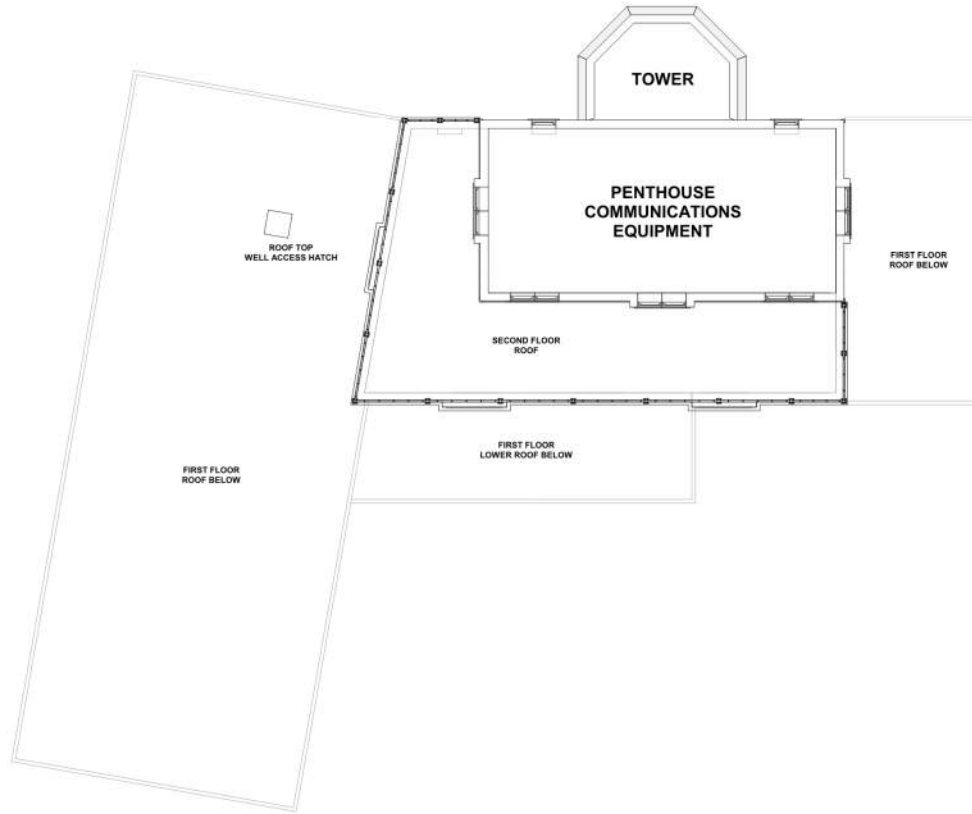 TOWER
PENTHOUSE
COMMUNICATIONS
EQUIPMENT
ROOF TOP
WELL ACCESS HATCH
FIRST FLOOR
ROOF BELOW
SECOND FLOOR
ROOF
FIRST FLOOR
LOWER ROOF BELOW
FIRST FLOOR
ROOF BELOW